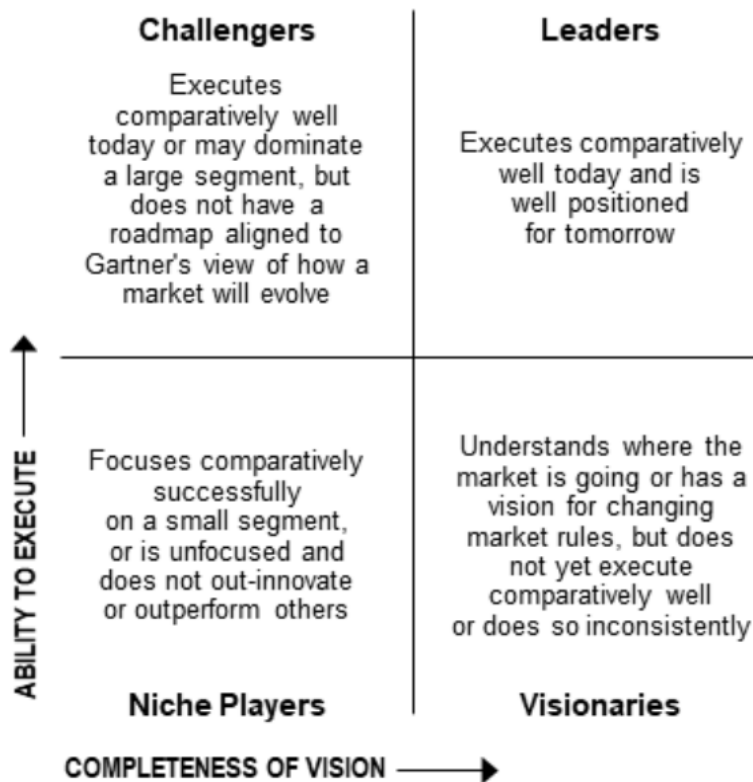 Challengers
Executes
comparatively well
today or may dominate
a large segment, but
does not have a
roadmap aligned to
Gartner's view of how a
market will evolve
Leaders
Executes comparatively
well today and is
well positioned
for tomorrow
Focuses comparatively
successfully
on a small segment,
or is unfocused and
does not out-innovate
or outperform others
Niche Players
Understands where the
market is going or has a
vision for changing
market rules, but does
not yet execute
comparatively well
or does so inconsistently
Visionaries
ABILITY TO EXECUTE
COMPLETENESS OF VISION